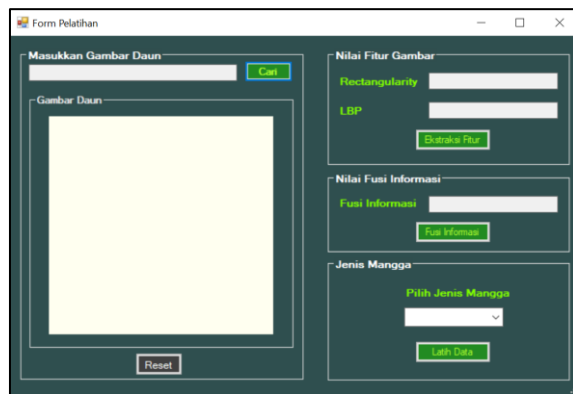 Form Pelatihan
Masukkan Gambar Daun
Cari
Gambar Daun
Reset
Nilai Fitur Gambar
Rectangularity
LBP
Ekstraksi Fitur
Nilai Fusi Informasi
Fusi Informasi
Fusi Informasi
Jenis Mangga
Pilih Jenis Mangga
Latih Data